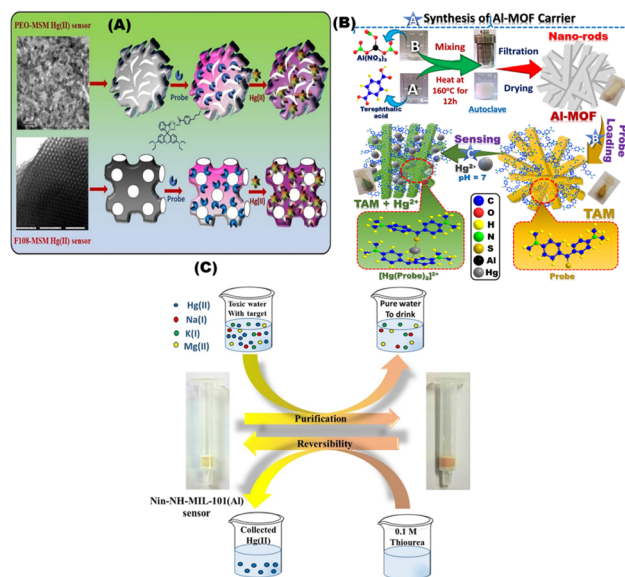 (A)
PEO-MSM Hg(II) sensor
Probe
Hg(II)
Probe
Hg(II)
F108-MSM Hg(II) sensor
(B)
A Synthesis of Al-MOF Carrier
Al(NO₃)₃
B
Mixing
Filtration
Nano-rods
A
Heat at
160°C for
12h
Drying
Terephthalic
acid
Autoclave
Al-MOF
Sensing
Hg²⁺
pH = 7
Probe
Loading
TAM + Hg²⁺
TAM
C
O
H
N
S
Al
Hg
[Hg(Probe)₂]²⁺
Probe
(C)
Hg(II)
Na(I)
K(I)
Mg(II)
Toxic water
With target
Pure water
To drink
Purification
Reversibility
Nin-NH-MIL-101(Al)
sensor
Collected
Hg(II)
0.1 M
Thiourea